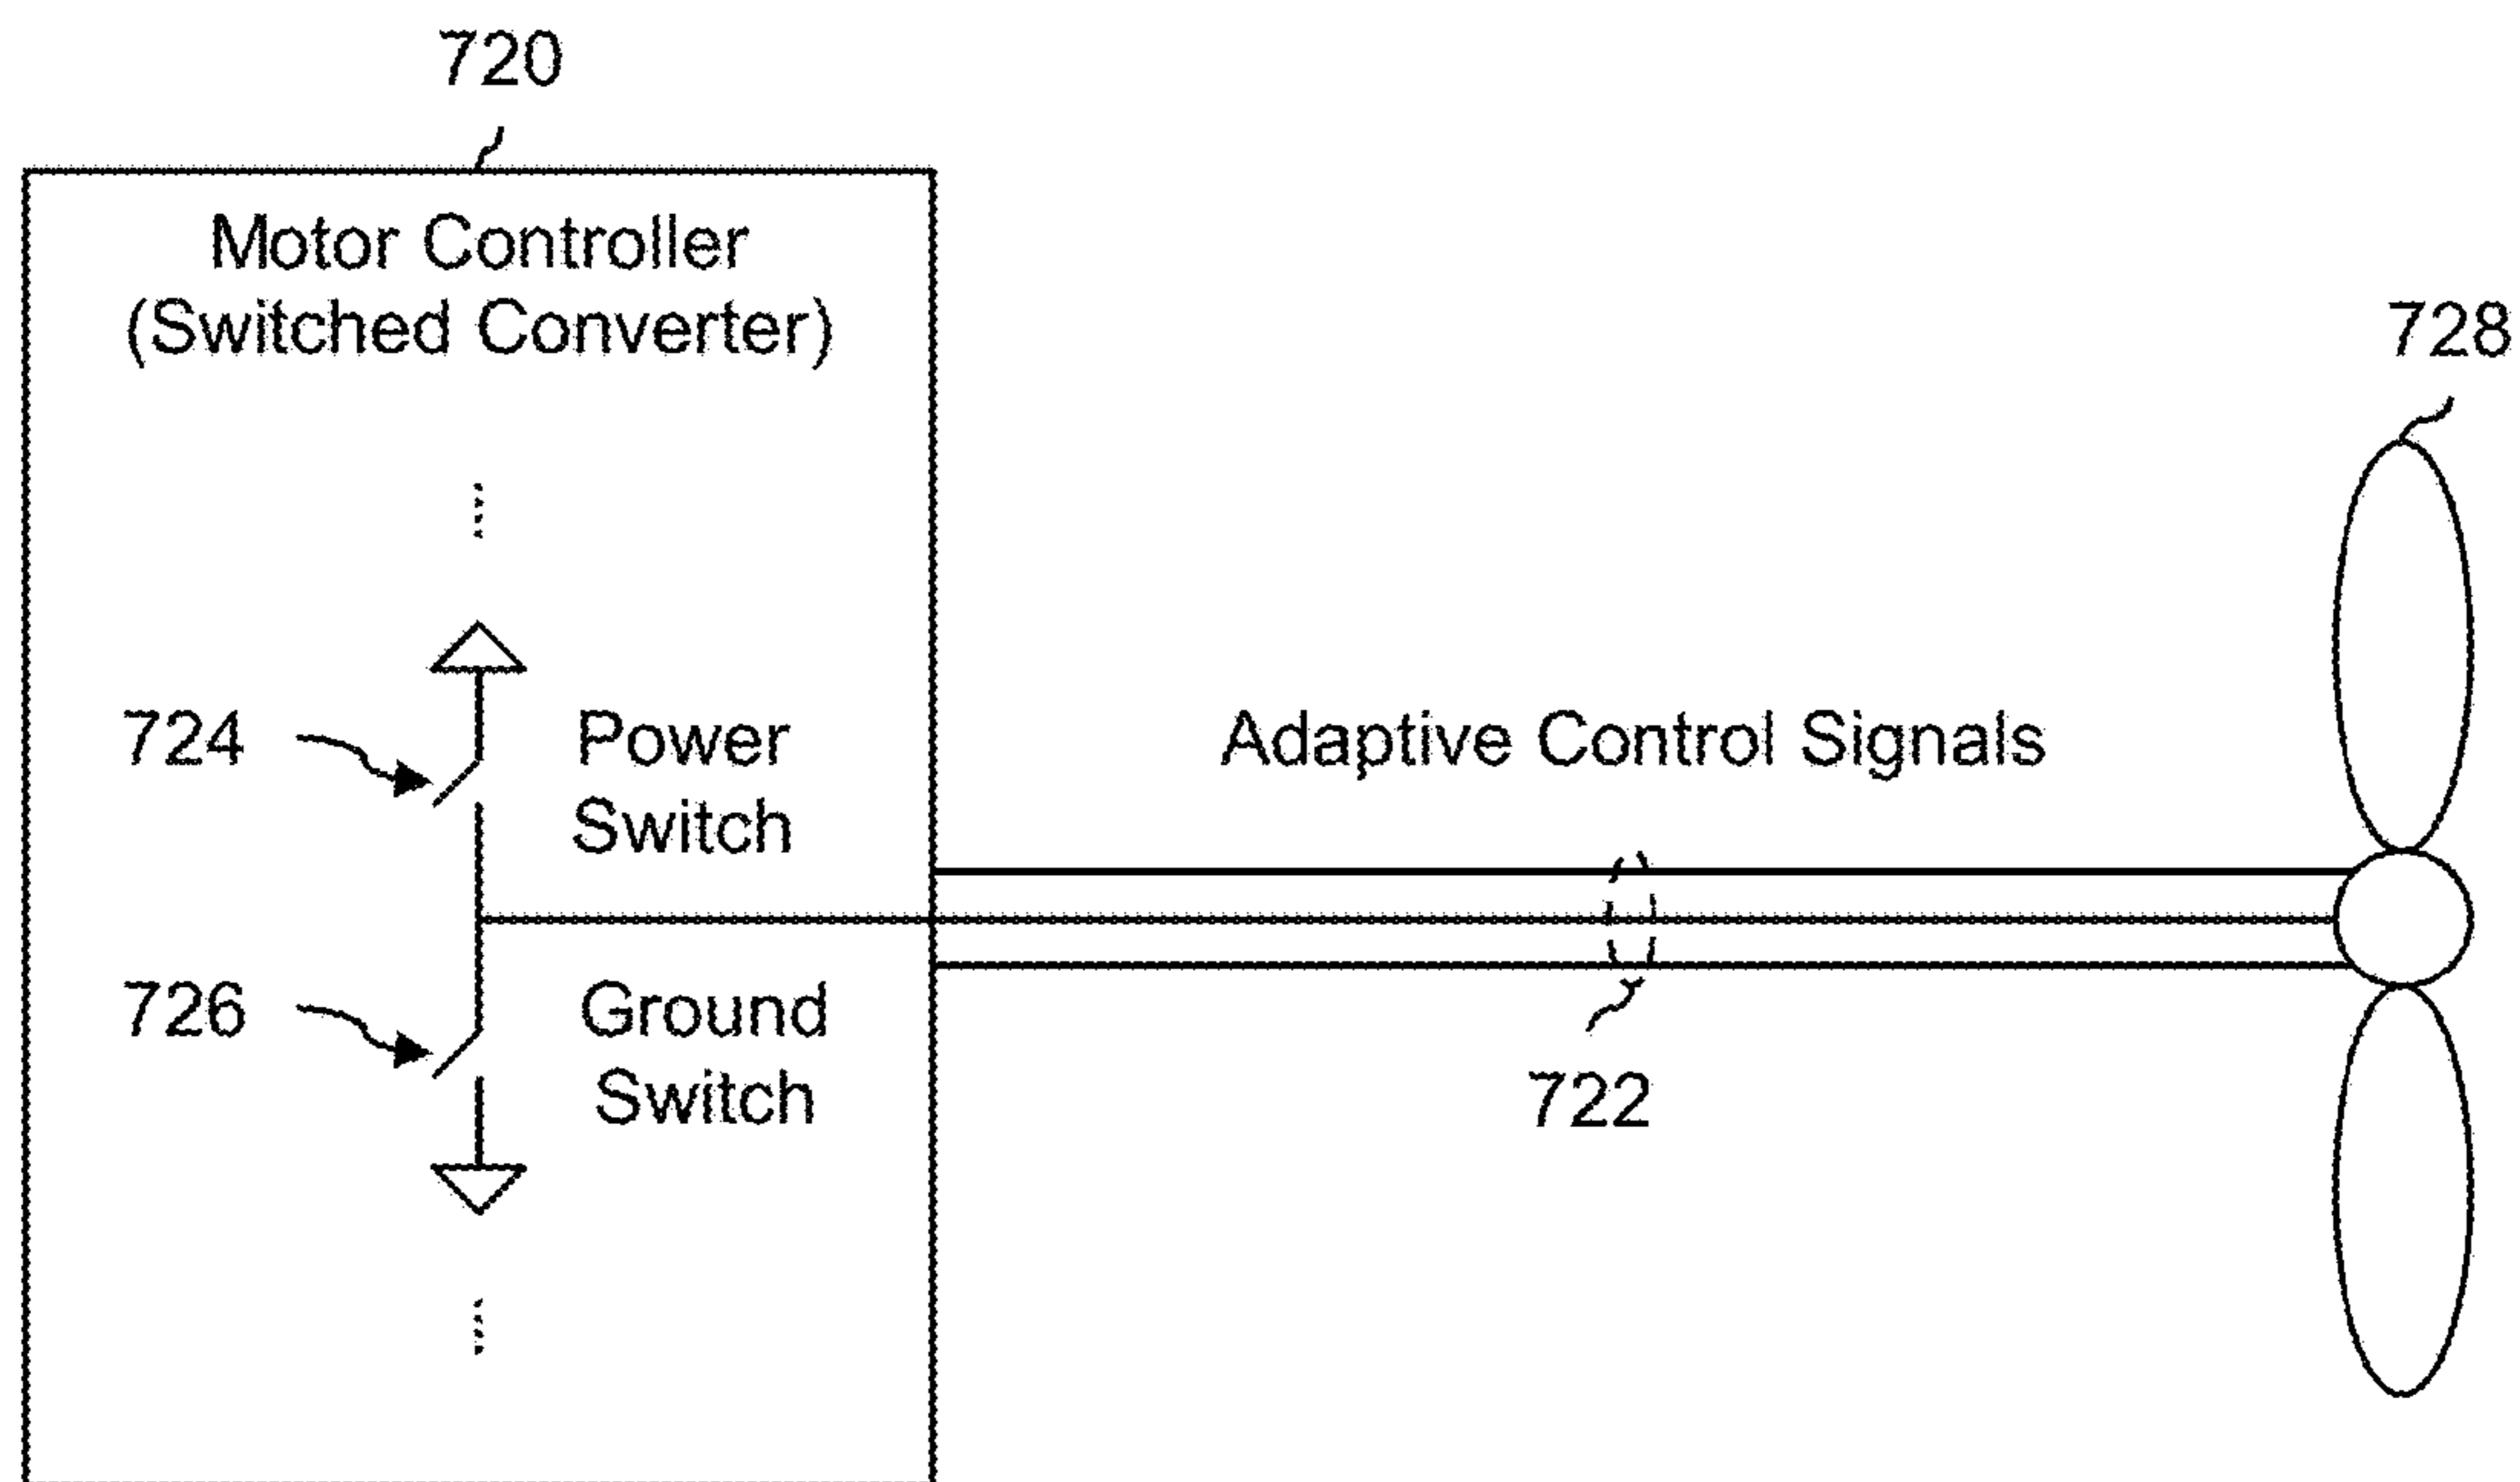 720
Motor Controller
(Switched Converter)
728
724
Power
Switch
Adaptive Control Signals
726
Ground
Switch
722